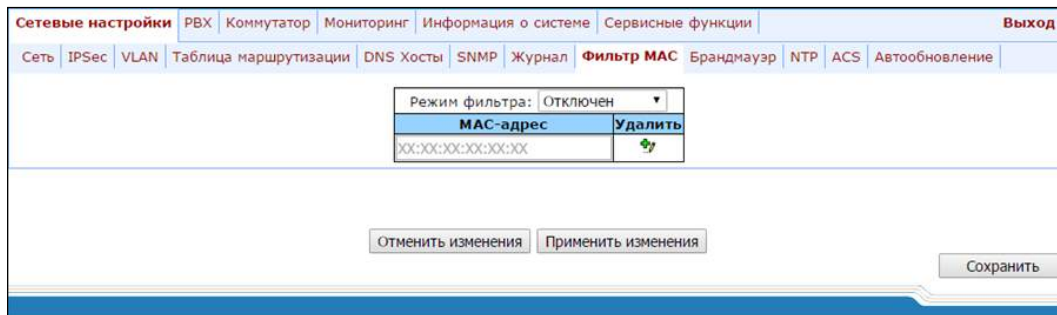 Сетевые настройки PBX Коммутатор Мониторинг Информация о системе Сервисные функции Выход
Сеть IPSec VLAN Таблица маршрутизации DNS Хосты SNMP Журнал Фильтр MAC Брандмауэр NTP ACS Автообновление
Режим фильтра: Отключен
MAC-адрес Удалить
XX:XX:XX:XX:XX:XX
Отменить изменения Применить изменения
Сохранить